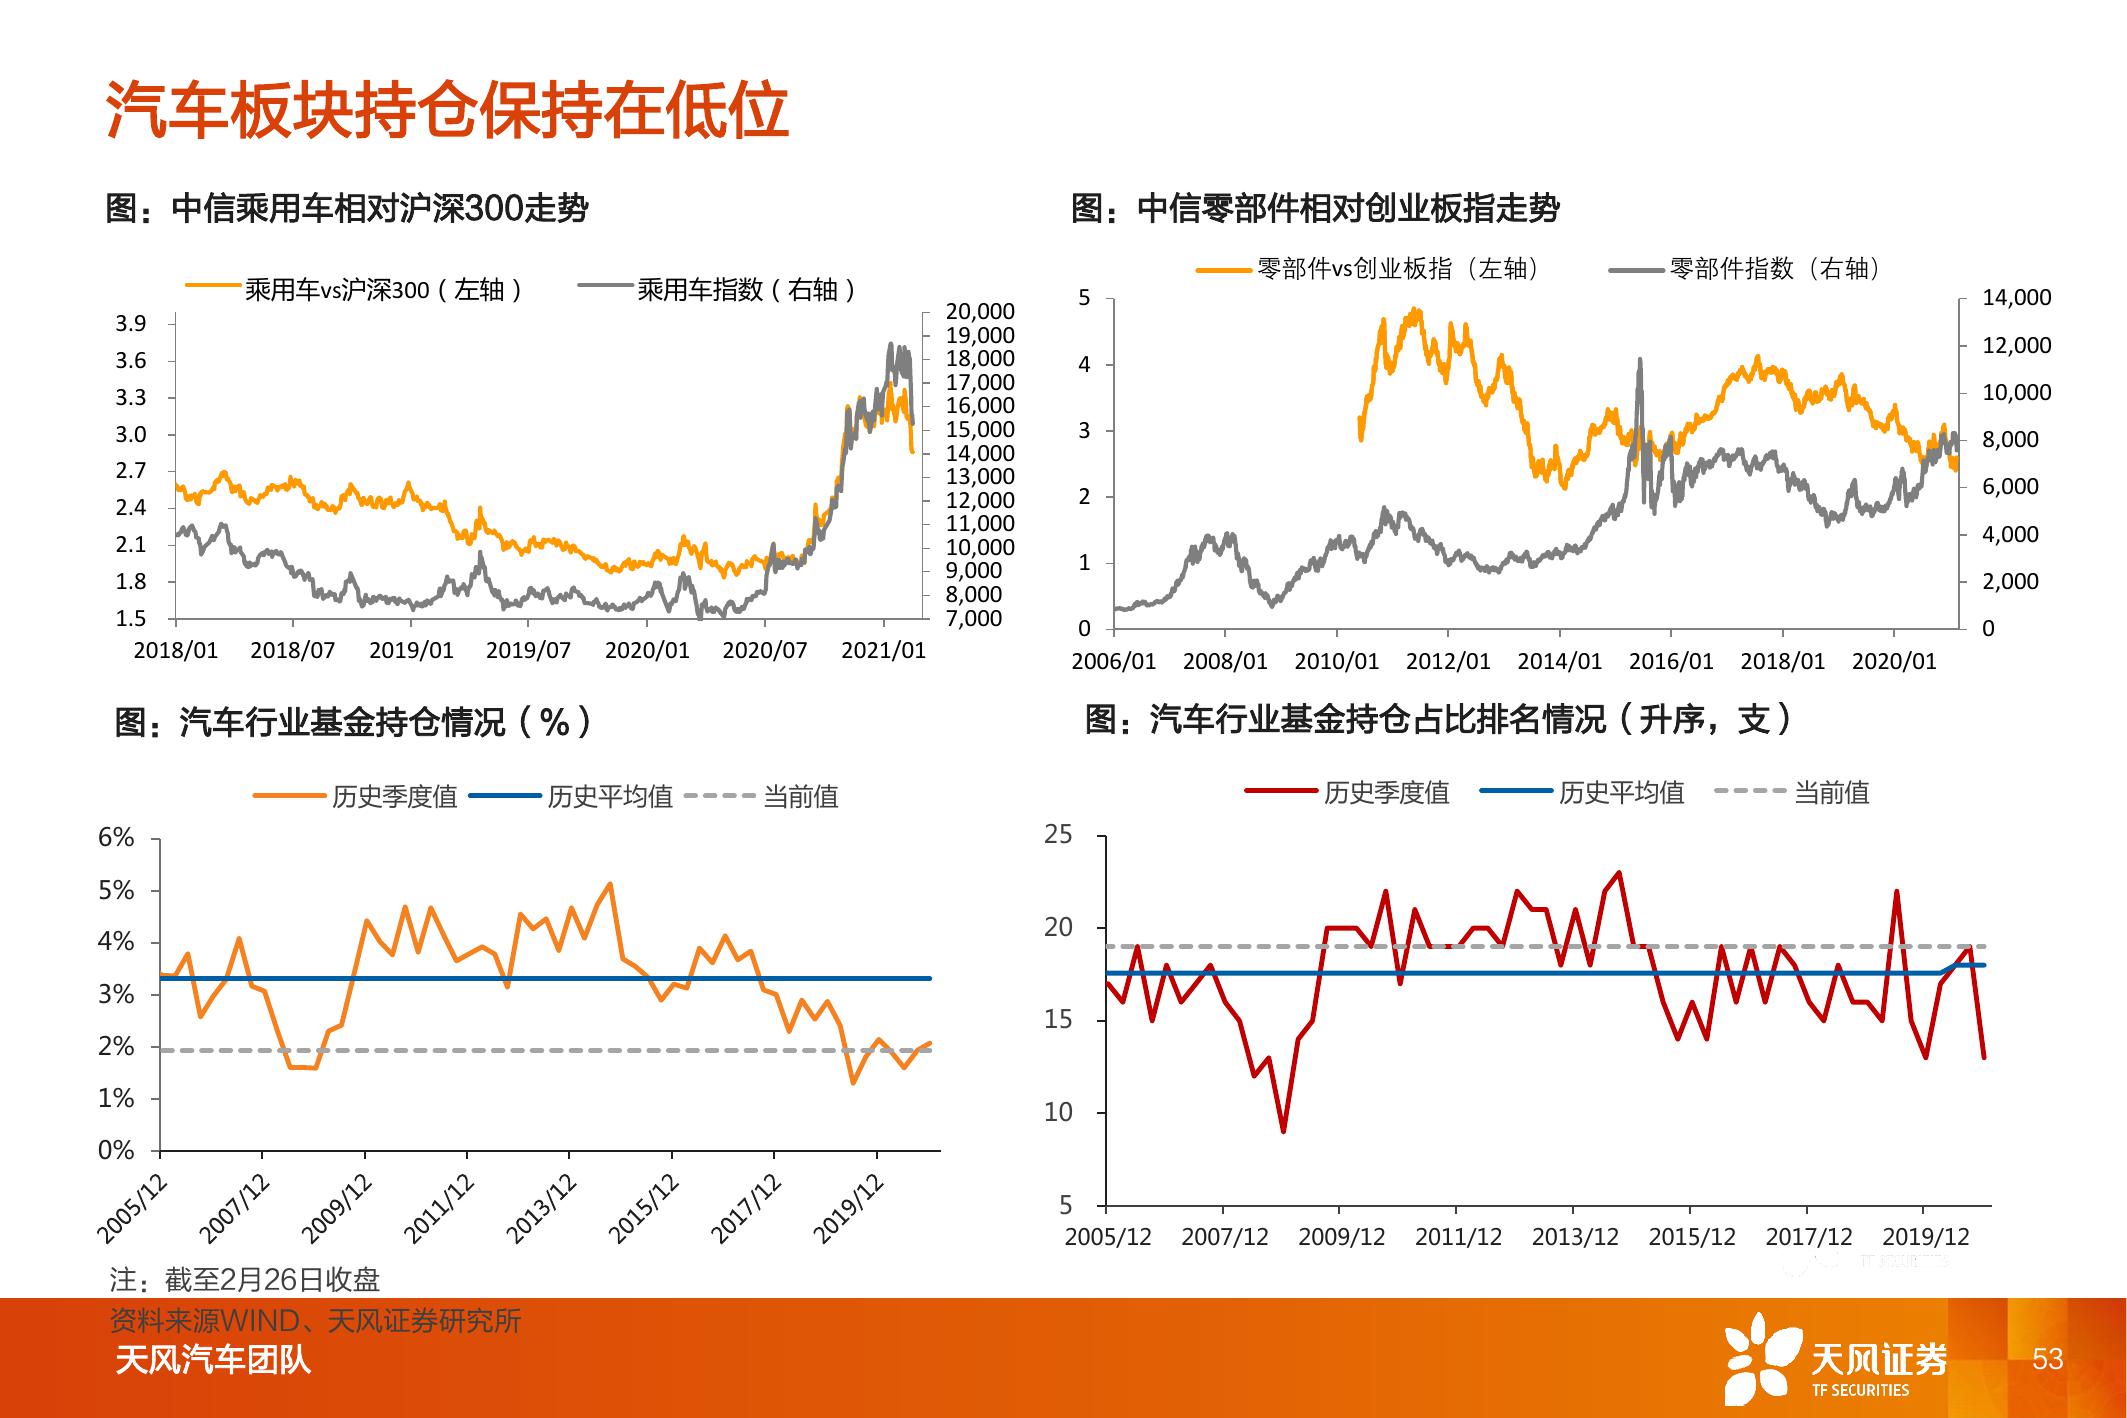 汽车板块持仓保持在低位
图：中信乘用车相对沪深300走势
乘用车vs沪深300（左轴）
乘用车指数（右轴）
3.9
3.6
3.3
3.0
2.7
2.4
2.1
1.8
1.5
20,000
19,000
18,000
17,000
16,000
15,000
14,000
13,000
12,000
11,000
10,000
9,000
8,000
7,000
2018/01 2018/07 2019/01 2019/07 2020/01 2020/07 2021/01
图：中信零部件相对创业板指走势
零部件vs创业板指（左轴）
零部件指数（右轴）
5
4
3
2
1
0
14,000
12,000
10,000
8,000
6,000
4,000
2,000
0
2006/01 2008/01 2010/01 2012/01 2014/01 2016/01 2018/01 2020/01
图：汽车行业基金持仓情况（%）
历史季度值 历史平均值 当前值
6%
5%
4%
3%
2%
1%
0%
2005/12 2007/12 2009/12 2011/12 2013/12 2015/12 2017/12 2019/12
图：汽车行业基金持仓占比排名情况（升序，支）
历史季度值 历史平均值 当前值
25
20
15
10
5
2005/12 2007/12 2009/12 2011/12 2013/12 2015/12 2017/12 2019/12
TF SECURITIES
注：截至2月26日收盘
资料来源WIND、天风证券研究所
天风汽车团队
天风证券
TF SECURITIES
53